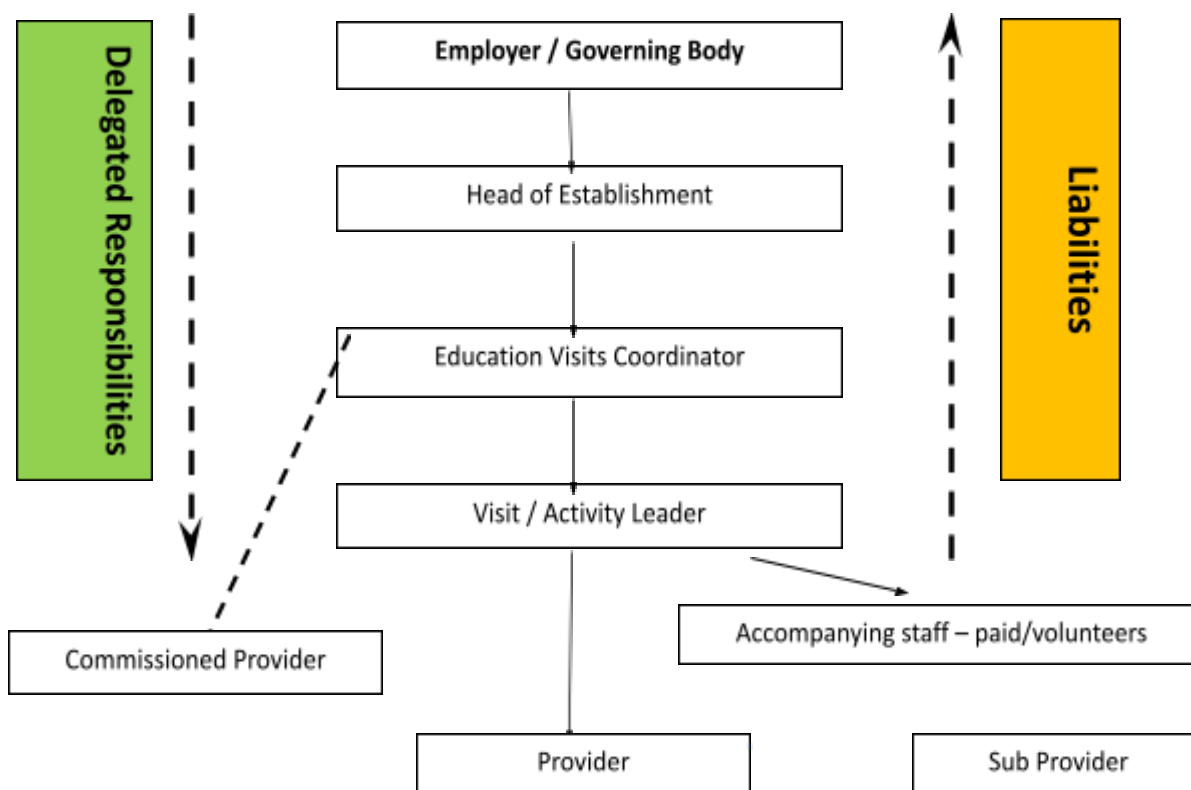 Delegated Responsibilities
Employer / Governing Body
Head of Establishment
Liabilities
Education Visits Coordinator
Visit / Activity Leader
Accompanying staff – paid/volunteers
Commissioned Provider
Provider
Sub Provider